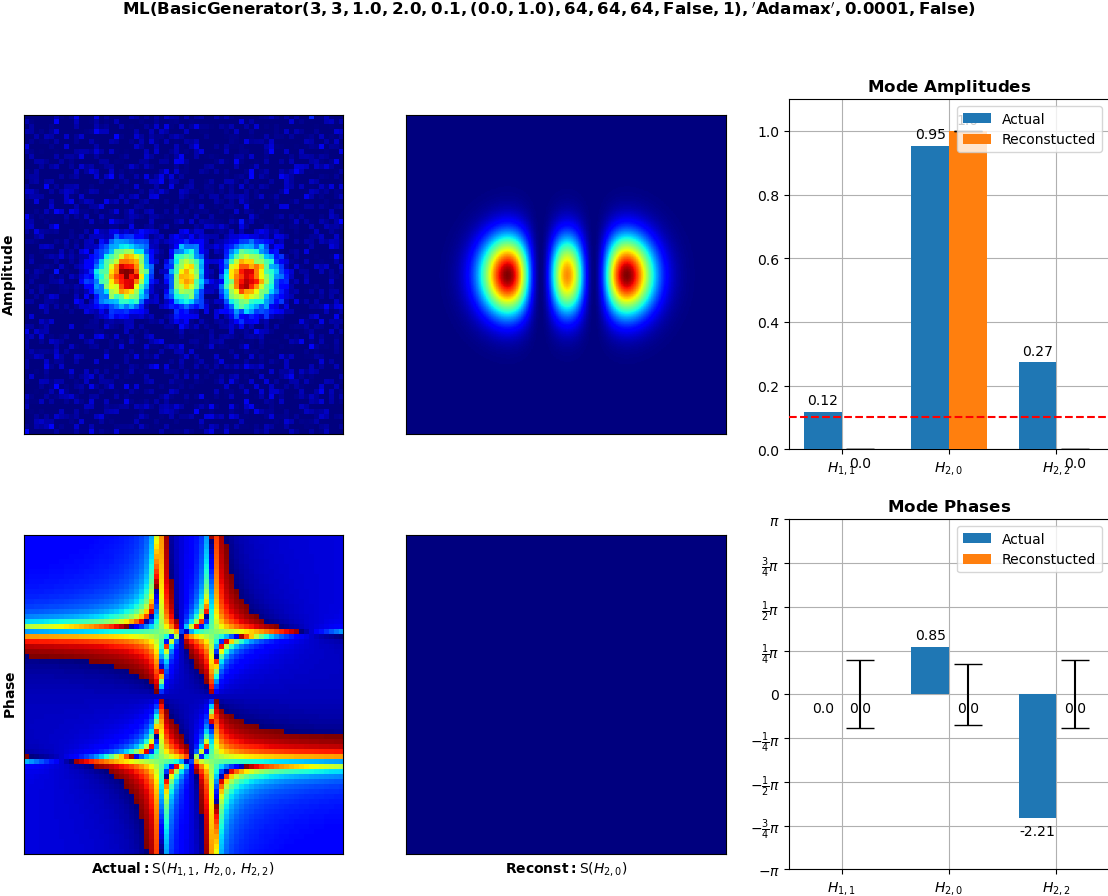 ML(BasicGenerator(3, 3, 1.0, 2.0, 0.1, (0.0, 1.0), 64, 64, 64, False, 1), ′Adamax′, 0.0001, False)
Mode Amplitudes
Amplitude
1.0
0.8
0.6
0.4
0.2
0.0
Actual
Reconstucted
0.12
0.95
0.27
0.0
0.0
H1,1
H2,0
H2,2
Mode Phases
Phase
π
3/4π
1/2π
1/4π
0
−1/4π
−1/2π
−3/4π
−π
Actual
Reconstucted
0.0
0.0
0.85
0.0
-2.21
0.0
H1,1
H2,0
H2,2
Actual: S(H1,1, H2,0, H2,2)
Reconst: S(H2,0)